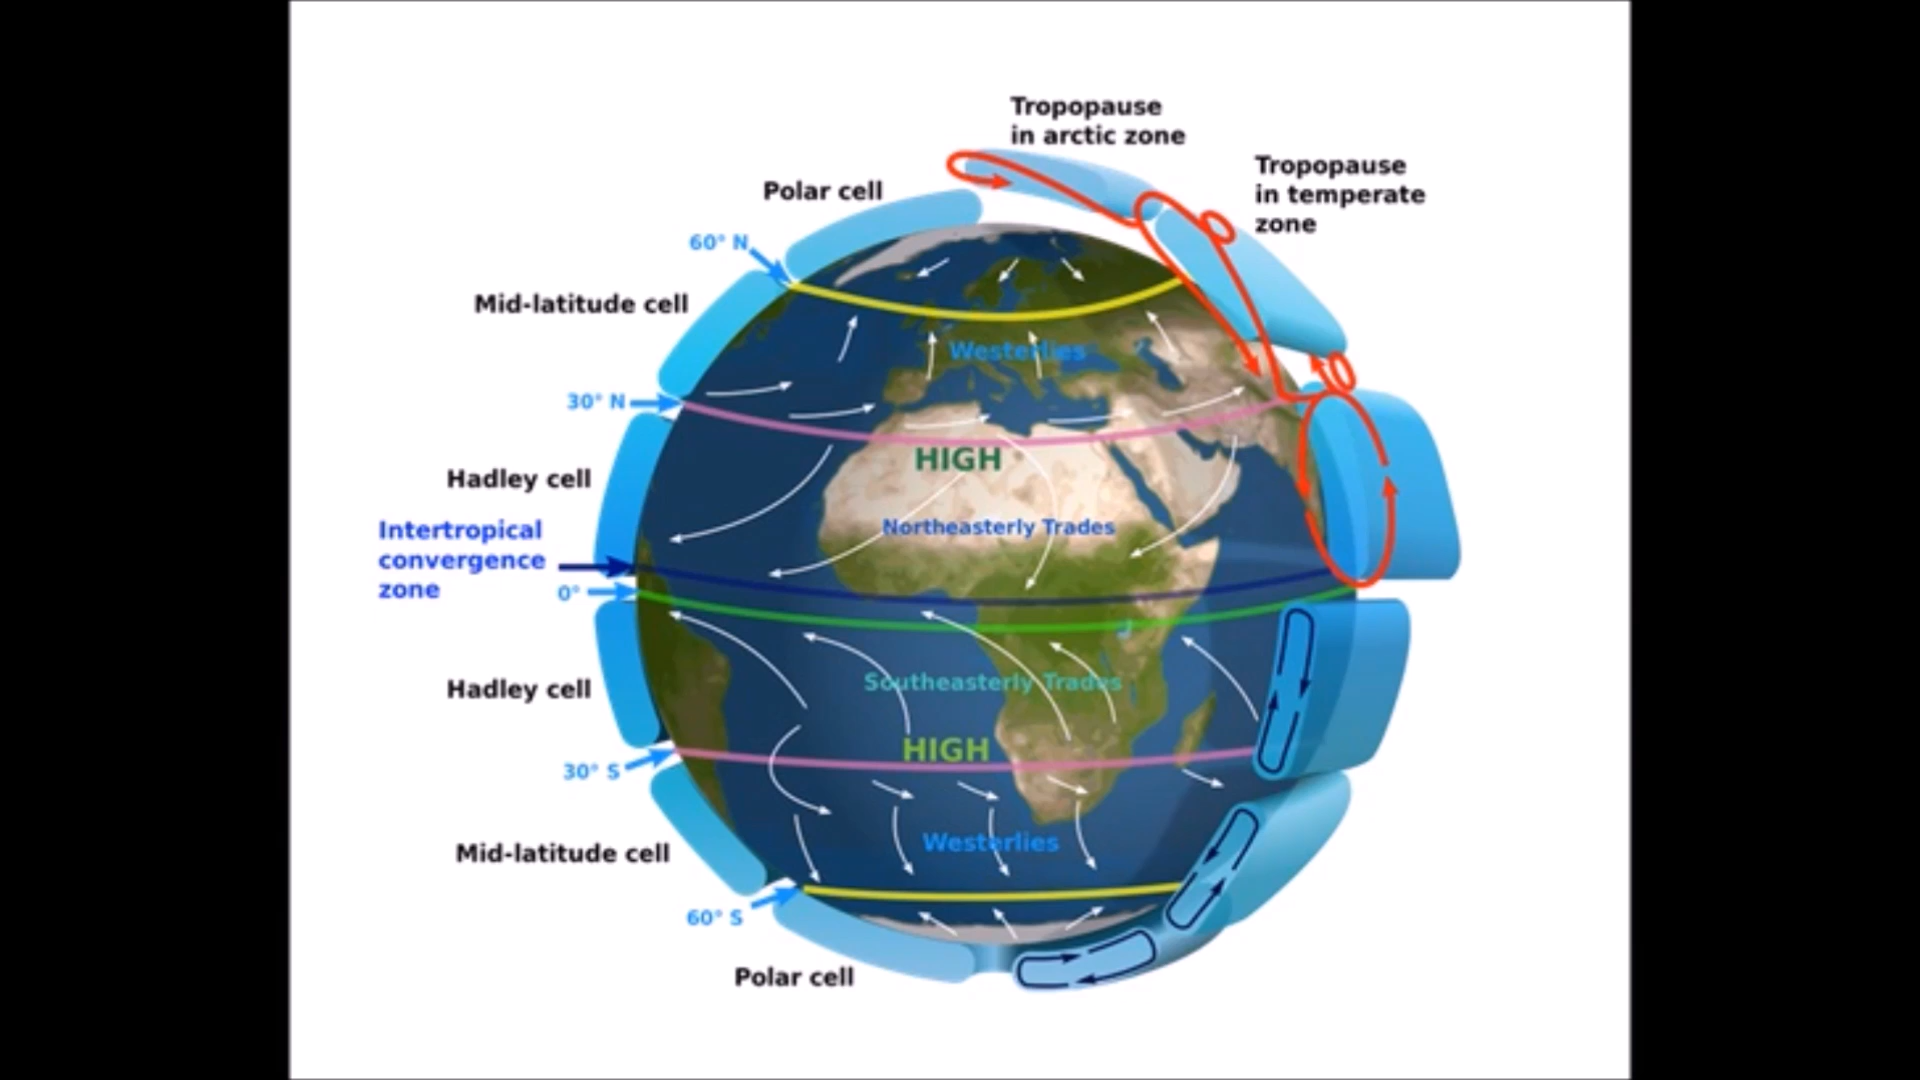 Tropopause
in arctic zone
Tropopause
in temperate
zone
Polar cell
60° N
Mid-latitude cell
Westerlies
30° N
HIGH
Hadley cell
Northeasterly Trades
Intertropical
convergence
zone
0°
Hadley cell
Southeasterly Trades
HIGH
30° S
Westerlies
Mid-latitude cell
60° S
Polar cell